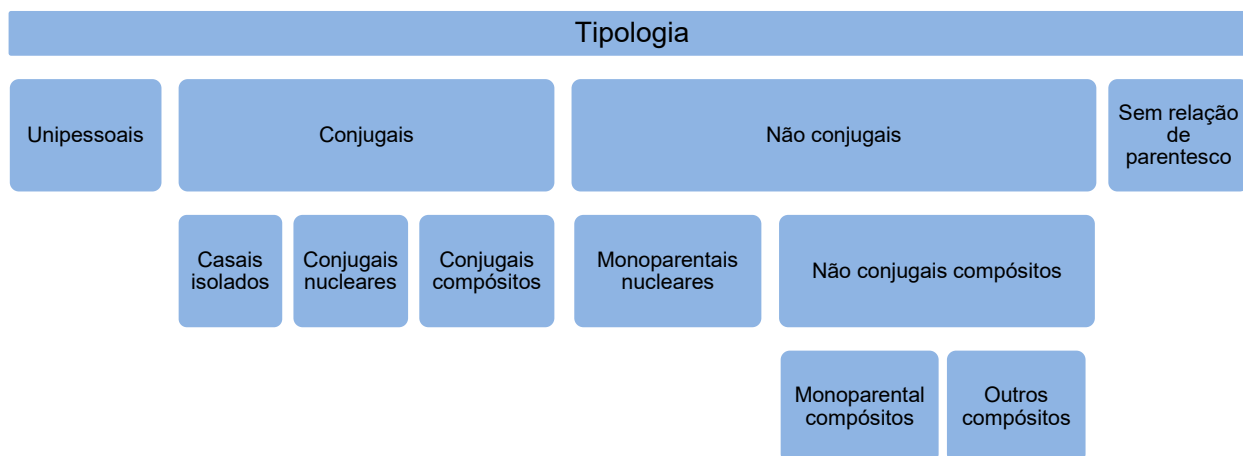 Tipologia
Unipessoais
Conjugais
Não conjugais
Sem relação
de
parentesco
Casais
isolados
Conjugais
nucleares
Conjugais
compósitos
Monoparentais
nucleares
Não conjugais compósitos
Monoparental
compósitos
Outros
compósitos